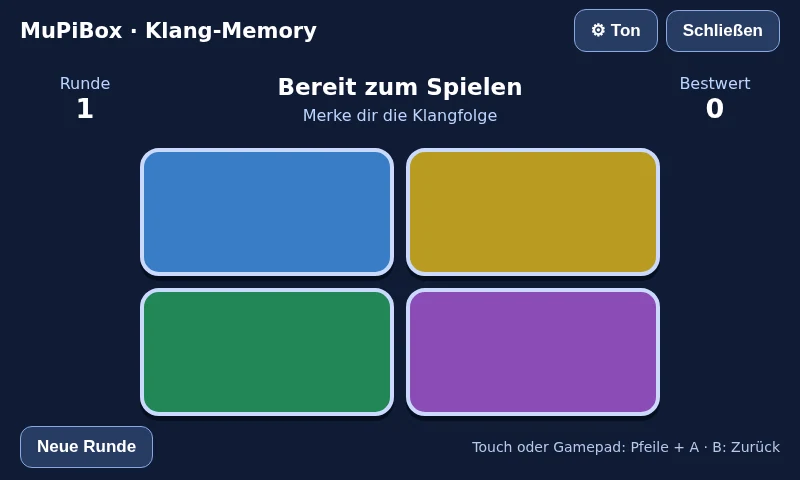 MuPiBox · Klang-Memory
⚙ Ton
Schließen
Runde
1
Bereit zum Spielen
Merke dir die Klangfolge
Bestwert
0
Neue Runde
Touch oder Gamepad: Pfeile + A · B: Zurück